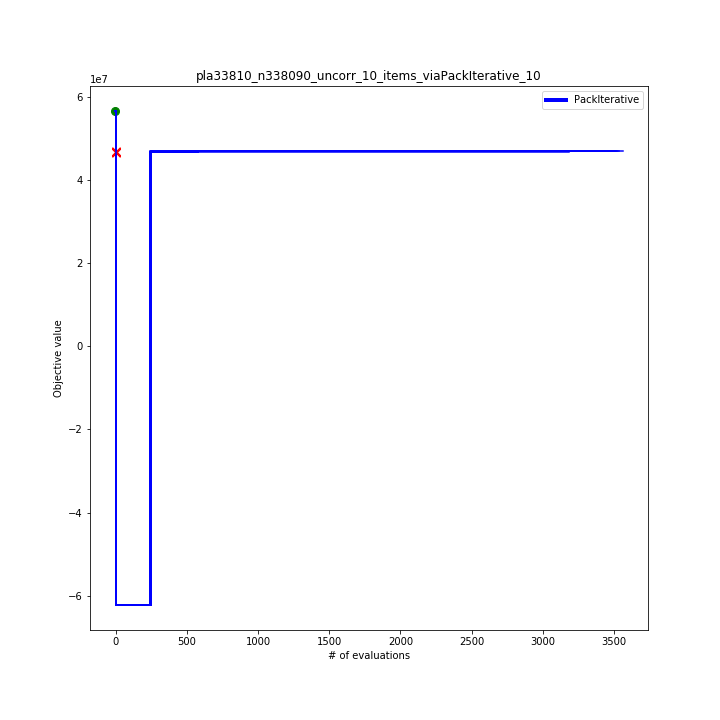 pla33810_n338090_uncorr_10_items_viaPackIterative_10
1e7
PackIterative
6
4
2
0
−2
−4
−6
Objective value
0 500 1000 1500 2000 2500 3000 3500
# of evaluations